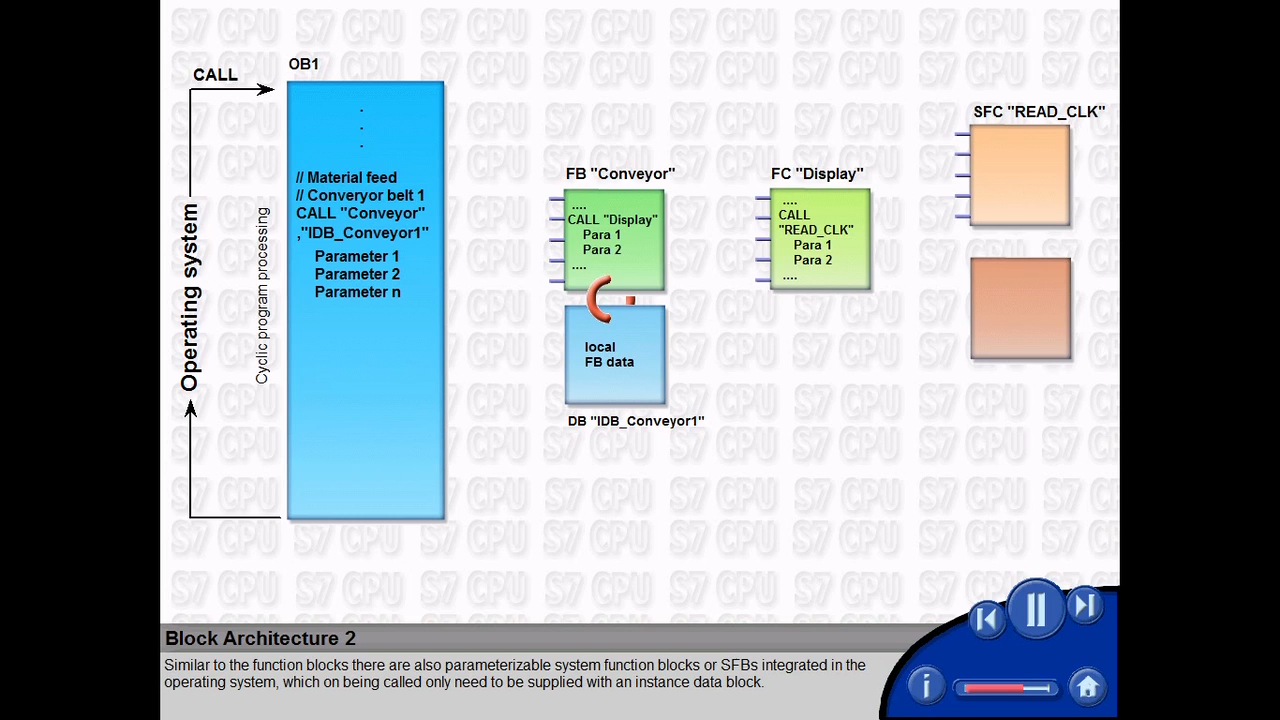 CALL
OB1
.
.
.
// Material feed
// Converyor belt 1
CALL "Conveyor"
,"IDB_Conveyor1"
Parameter 1
Parameter 2
Parameter n
Operating system
Cyclic program processing
FB "Conveyor"
....
CALL "Display"
Para 1
Para 2
....
local
FB data
DB "IDB_Conveyor1"
FC "Display"
....
CALL
"READ_CLK"
Para 1
Para 2
....
SFC "READ_CLK"
S7 CPU
Block Architecture 2
Similar to the function blocks there are also parameterizable system function blocks or SFBs integrated in the
operating system, which on being called only need to be supplied with an instance data block.
i